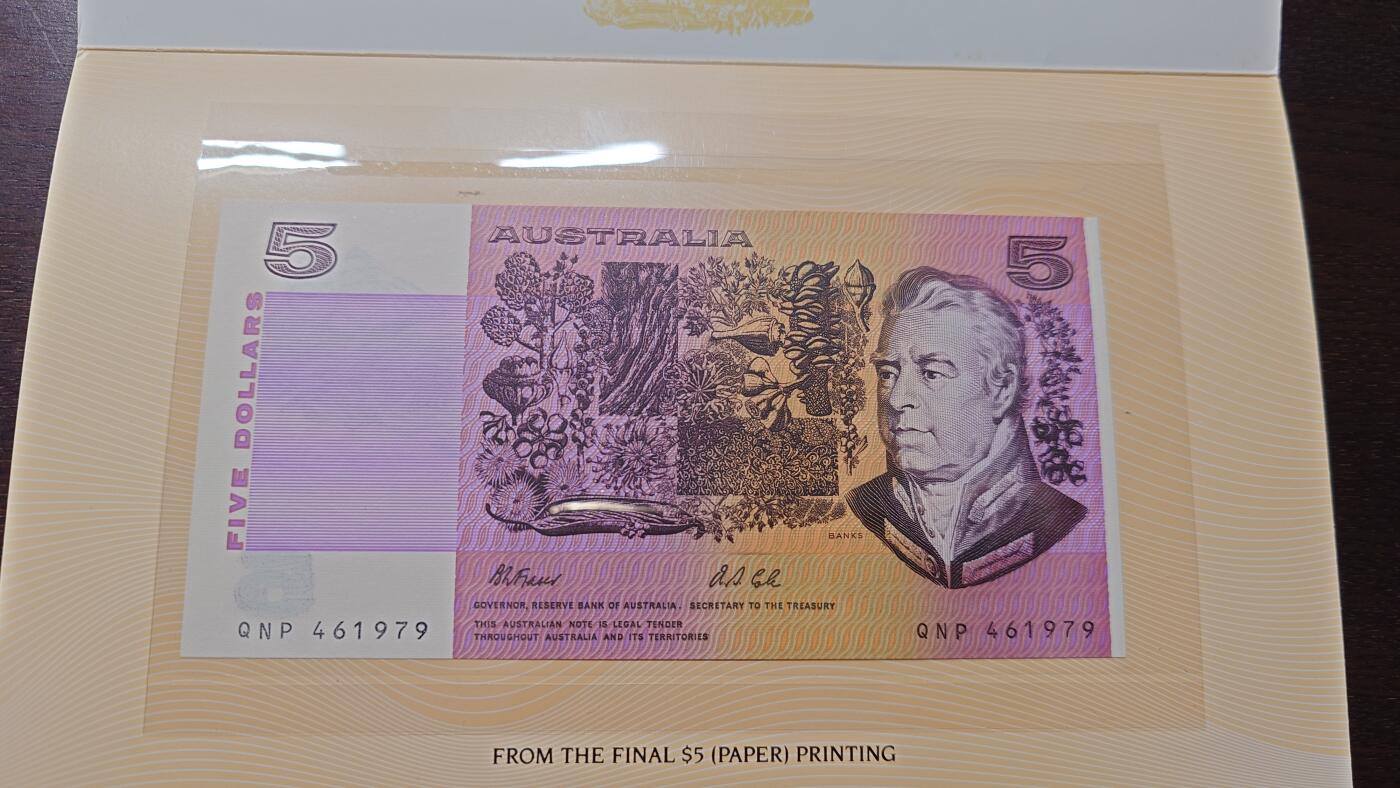 5
AUSTRALIA
5
FIVE DOLLARS
BANKS
GOVERNOR, RESERVE BANK OF AUSTRALIA. SECRETARY TO THE TREASURY
THIS AUSTRALIAN NOTE IS LEGAL TENDER
THROUGHOUT AUSTRALIA AND ITS TERRITORIES
QNP 461979
QNP 461979
FROM THE FINAL $5 (PAPER) PRINTING